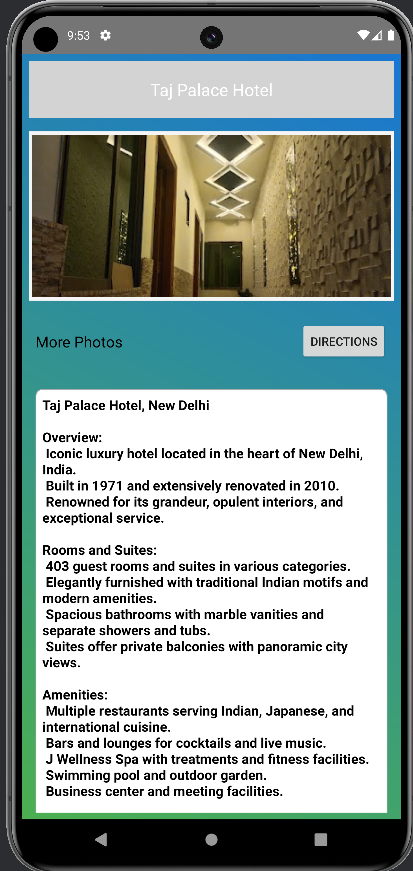 9:53
Taj Palace Hotel
More Photos
DIRECTIONS
Taj Palace Hotel, New Delhi
Overview:
Iconic luxury hotel located in the heart of New Delhi,
India.
Built in 1971 and extensively renovated in 2010.
Renowned for its grandeur, opulent interiors, and
exceptional service.
Rooms and Suites:
403 guest rooms and suites in various categories.
Elegantly furnished with traditional Indian motifs and
modern amenities.
Spacious bathrooms with marble vanities and
separate showers and tubs.
Suites offer private balconies with panoramic city
views.
Amenities:
Multiple restaurants serving Indian, Japanese, and
international cuisine.
Bars and lounges for cocktails and live music.
J Wellness Spa with treatments and fitness facilities.
Swimming pool and outdoor garden.
Business center and meeting facilities.